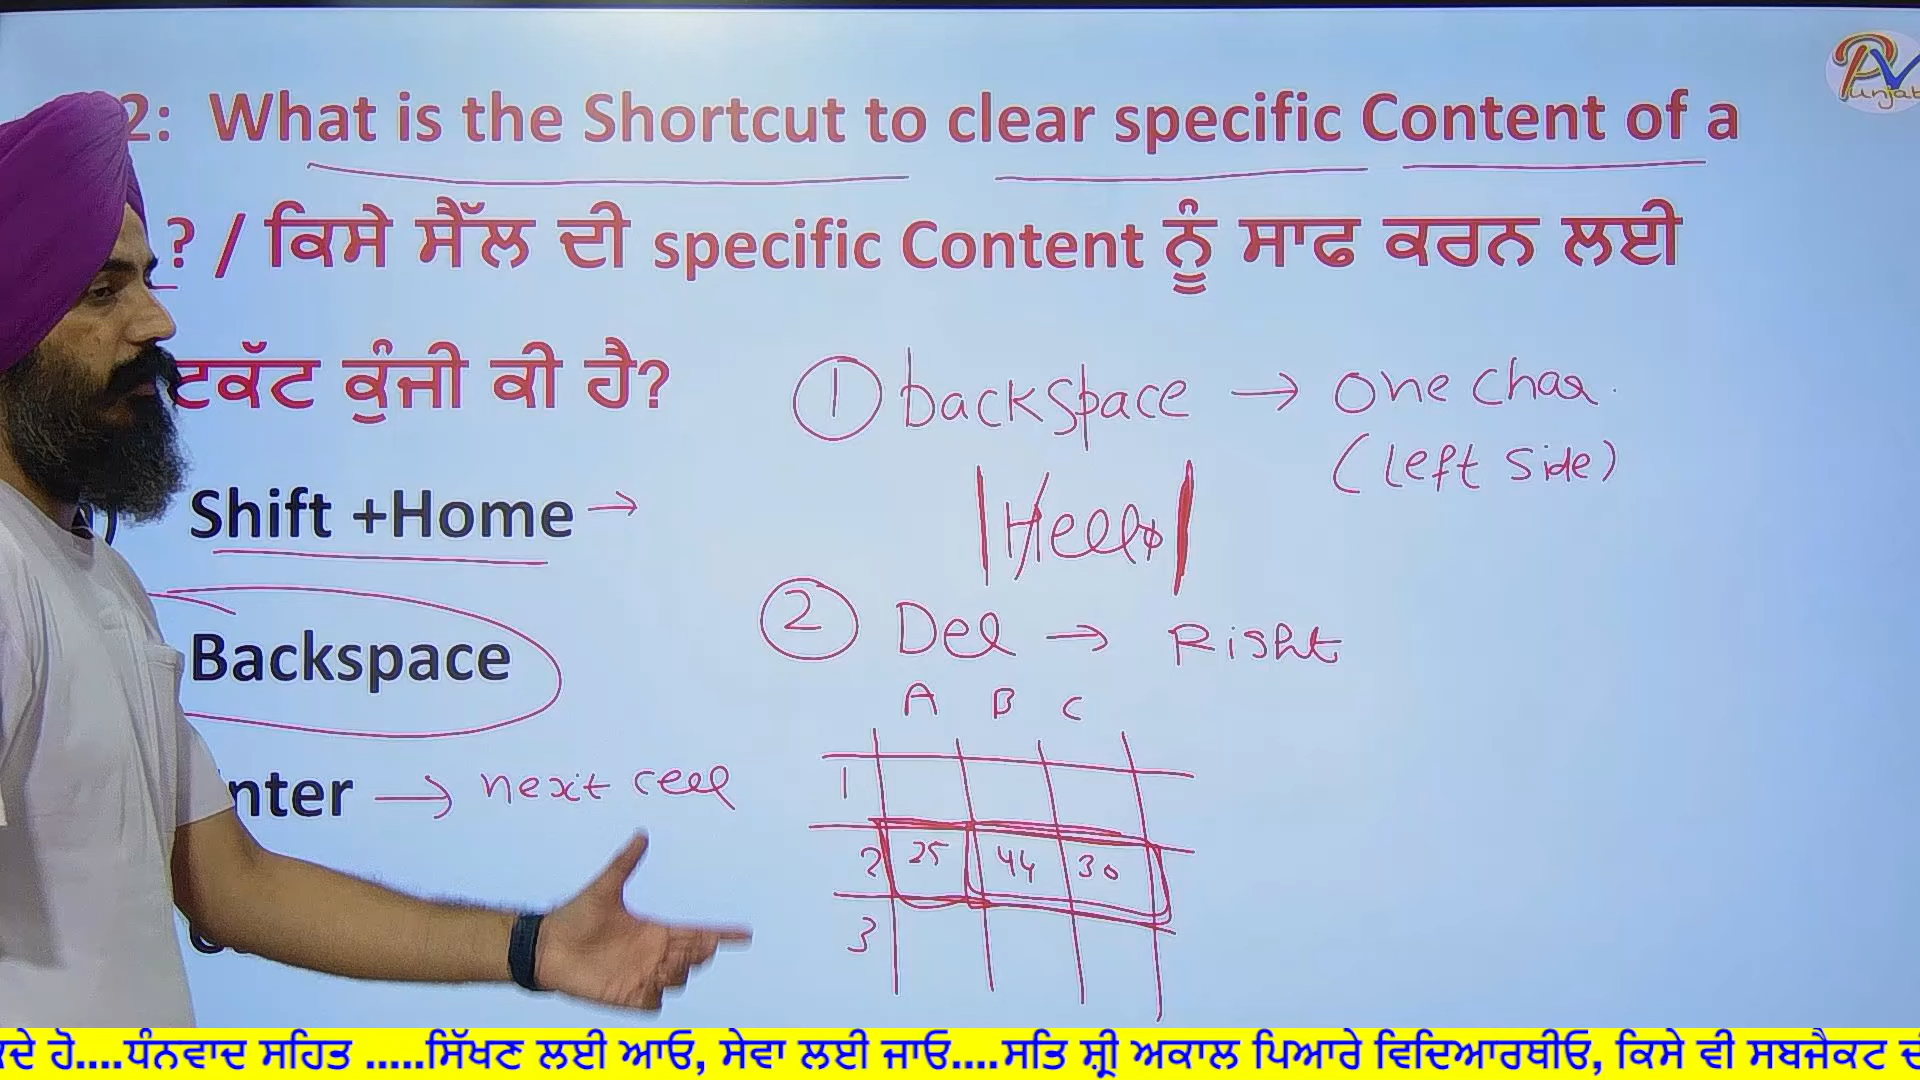 2: What is the Shortcut to clear specific Content of a
? / ਕਿਸੇ ਸੈੱਲ ਦੀ specific Content ਨੂੰ ਸਾਫ ਕਰਨ ਲਈ
ਟਕੱਟ ਕੁੰਜੀ ਕੀ ਹੈ?
① backspace → one char.
(left side)
Shift +Home →
Hello
② Del → Right
Backspace
A B C
nter → next cell
1
2 25 44 30
3
ਦੇ ਹੋ....ਧੰਨਵਾਦ ਸਹਿਤ .....ਸਿੱਖਣ ਲਈ ਆਓ, ਸੇਵਾ ਲਈ ਜਾਓ....ਸਤਿ ਸ਼੍ਰੀ ਅਕਾਲ ਪਿਆਰੇ ਵਿਦਿਆਰਥੀਓ, ਕਿਸੇ ਵੀ ਸਬਜੈਕਟ ਦੀ